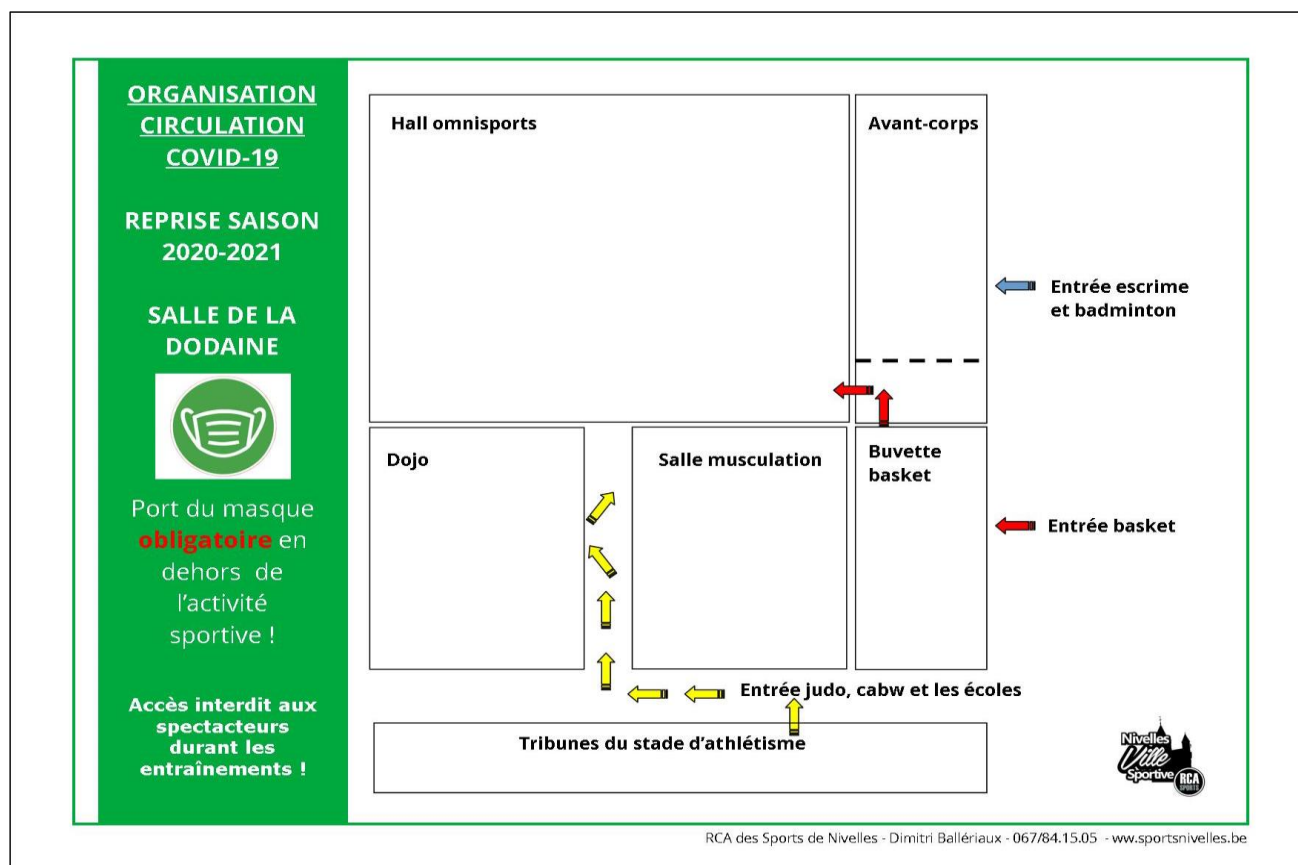 ORGANISATION
CIRCULATION
COVID-19
REPRISE SAISON
2020-2021
SALLE DE LA
DODAINE
Port du masque
obligatoire en
dehors de
l'activité
sportive !
Accès interdit aux
spectacteurs
durant les
entraînements !
Hall omnisports
Avant-corps
Entrée escrime
et badminton
Dojo
Salle musculation
Buvette
basket
Entrée basket
Entrée judo, cabw et les écoles
Tribunes du stade d'athlétisme
Nivelles
Ville
Sportive
RCA
SPORTS
RCA des Sports de Nivelles - Dimitri Ballériaux - 067/84.15.05 - ww.sportsnivelles.be